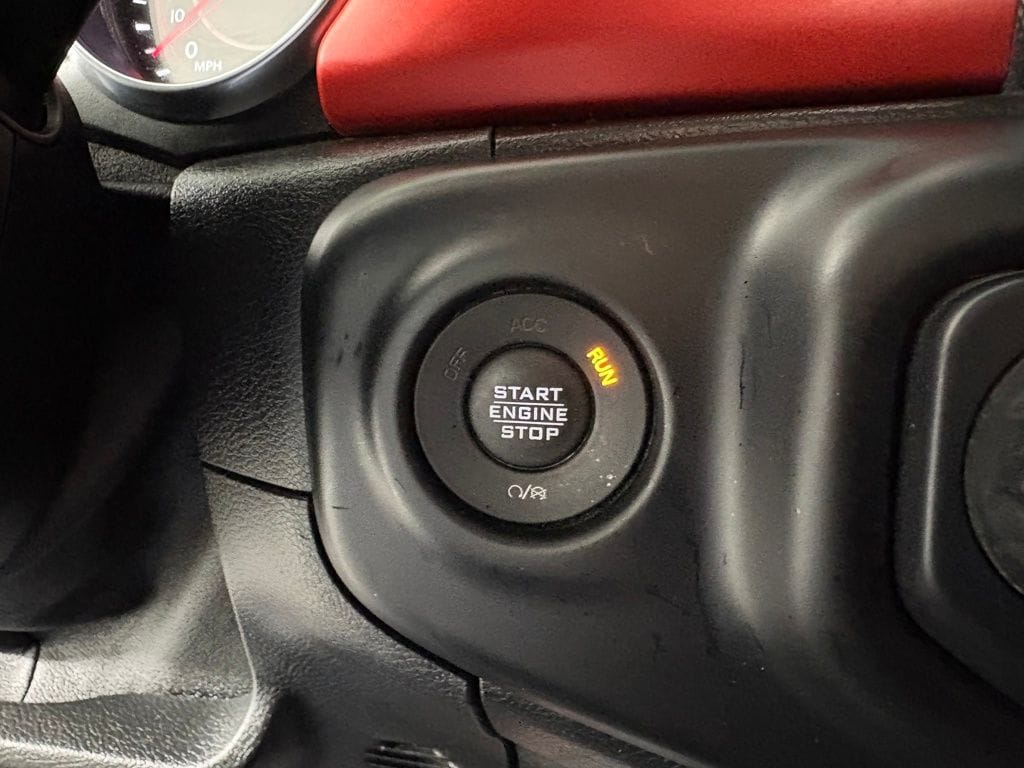 10
0
MPH
ACC
OFF
RUN
START
ENGINE
STOP